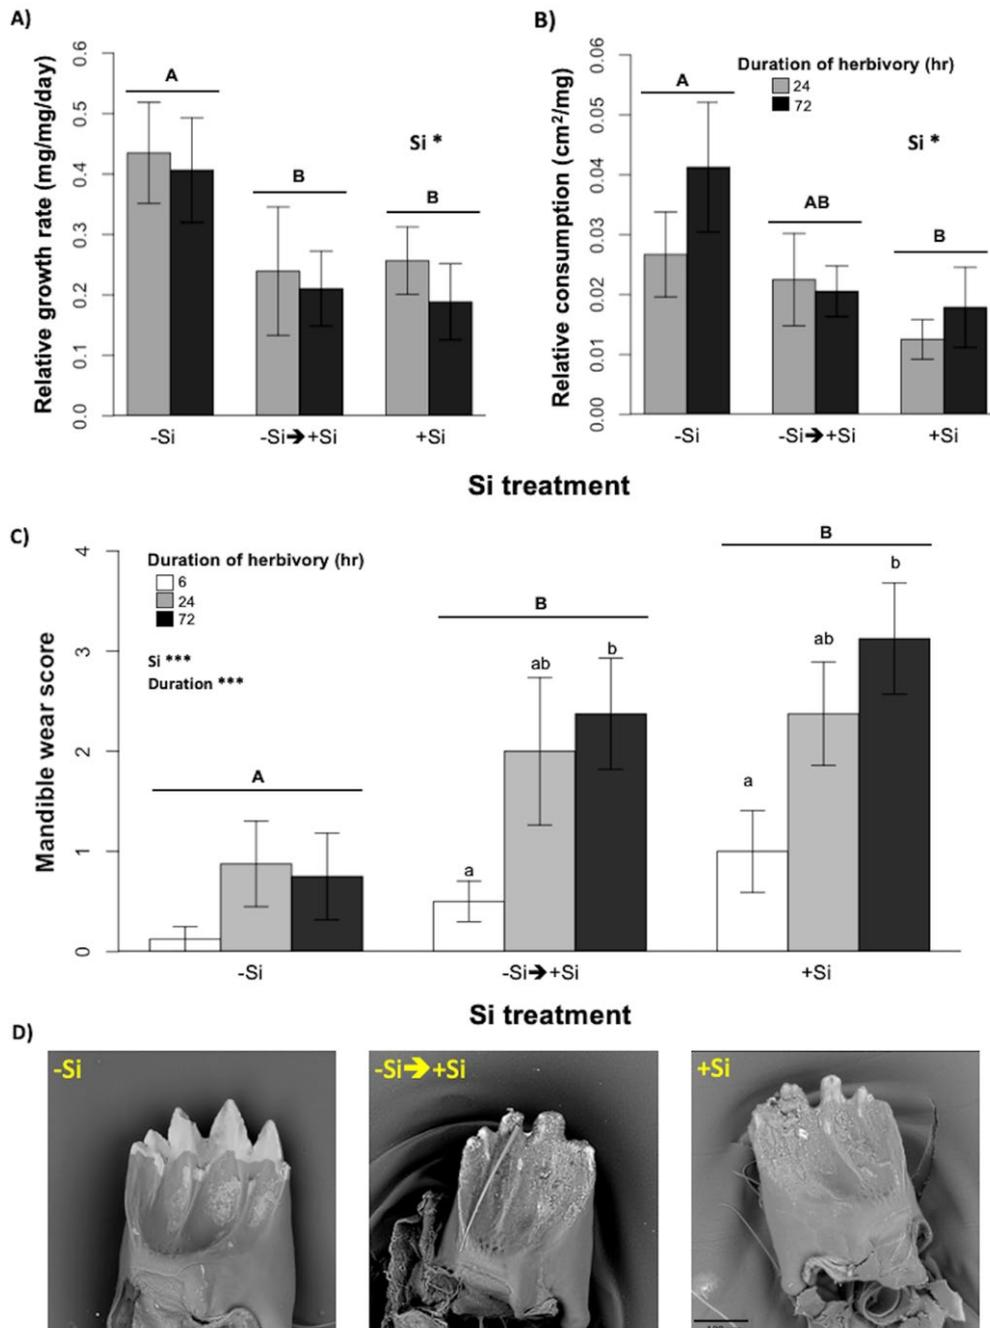 A)
Relative growth rate (mg/mg/day)
0.6
0.5
0.4
0.3
0.2
0.1
0.0
A
B
B
Si *
-Si
-Si➔+Si
+Si
B)
Relative consumption (cm²/mg)
0.06
0.05
0.04
0.03
0.02
0.01
0.00
Duration of herbivory (hr)
24
72
A
AB
B
Si *
-Si
-Si➔+Si
+Si
Si treatment
C)
Mandible wear score
4
3
2
1
0
Duration of herbivory (hr)
6
24
72
Si ***
Duration ***
A
B
a
ab
b
B
a
ab
b
-Si
-Si➔+Si
+Si
Si treatment
D)
-Si
-Si➔+Si
+Si